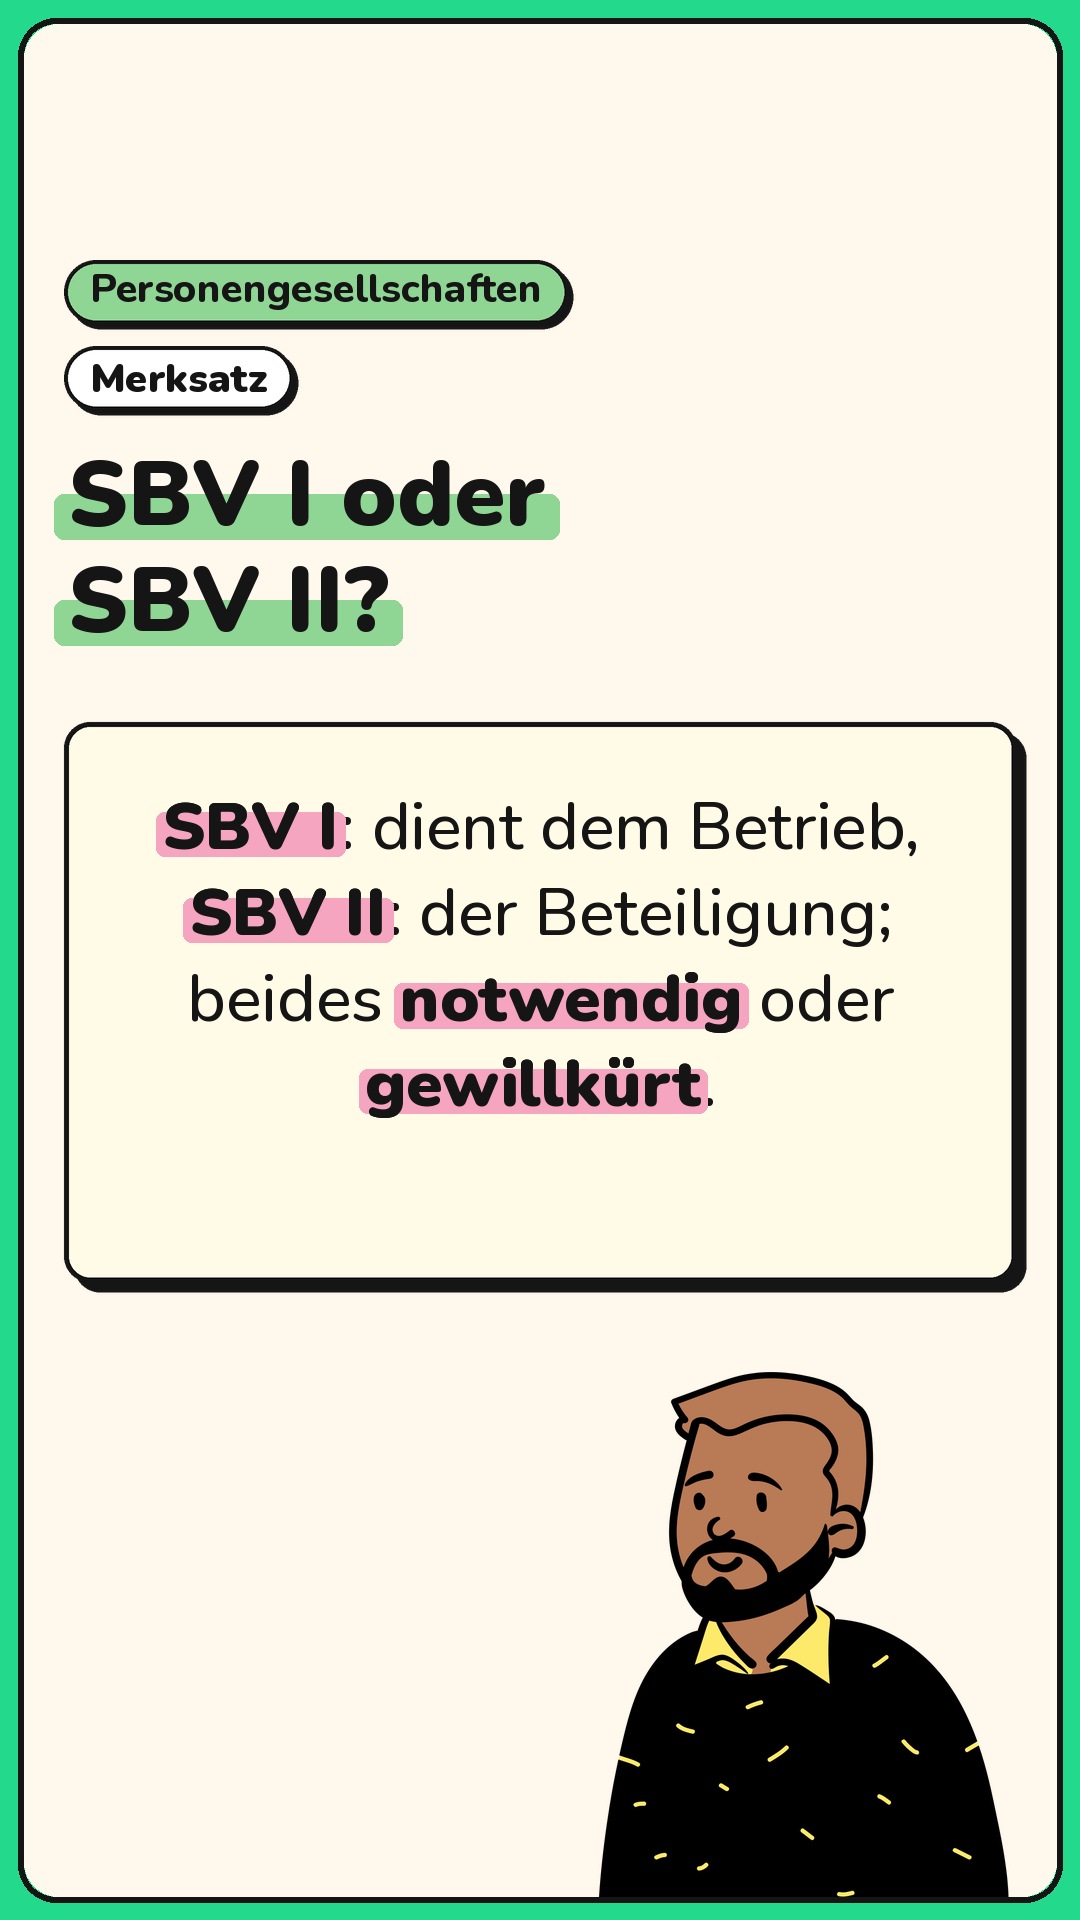 Personengesellschaften
Merksatz
SBV I oder
SBV II?
SBV I: dient dem Betrieb,
SBV II: der Beteiligung;
beides notwendig oder
gewillkürt.